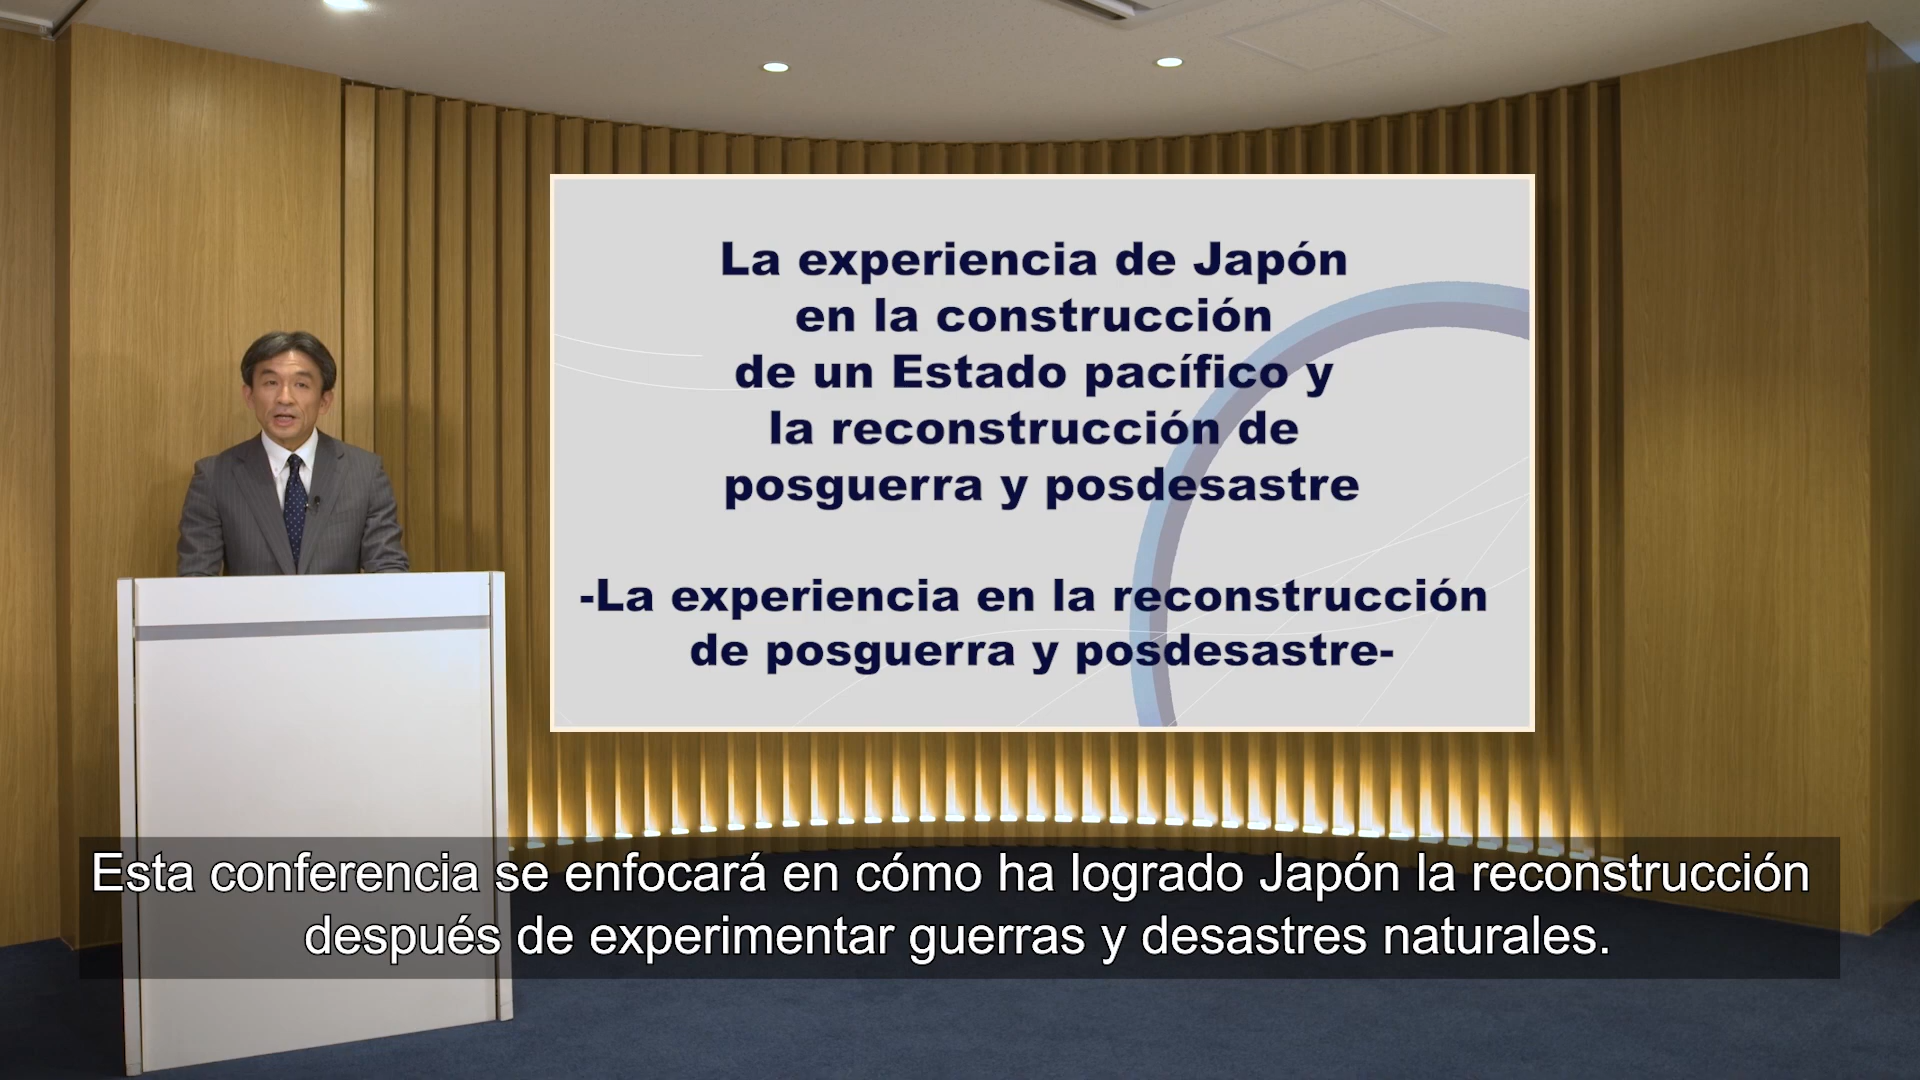 La experiencia de Japón
en la construcción
de un Estado pacífico y
la reconstrucción de
posguerra y posdesastre
-La experiencia en la reconstrucción
de posguerra y posdesastre-
Esta conferencia se enfocará en cómo ha logrado Japón la reconstrucción
después de experimentar guerras y desastres naturales.